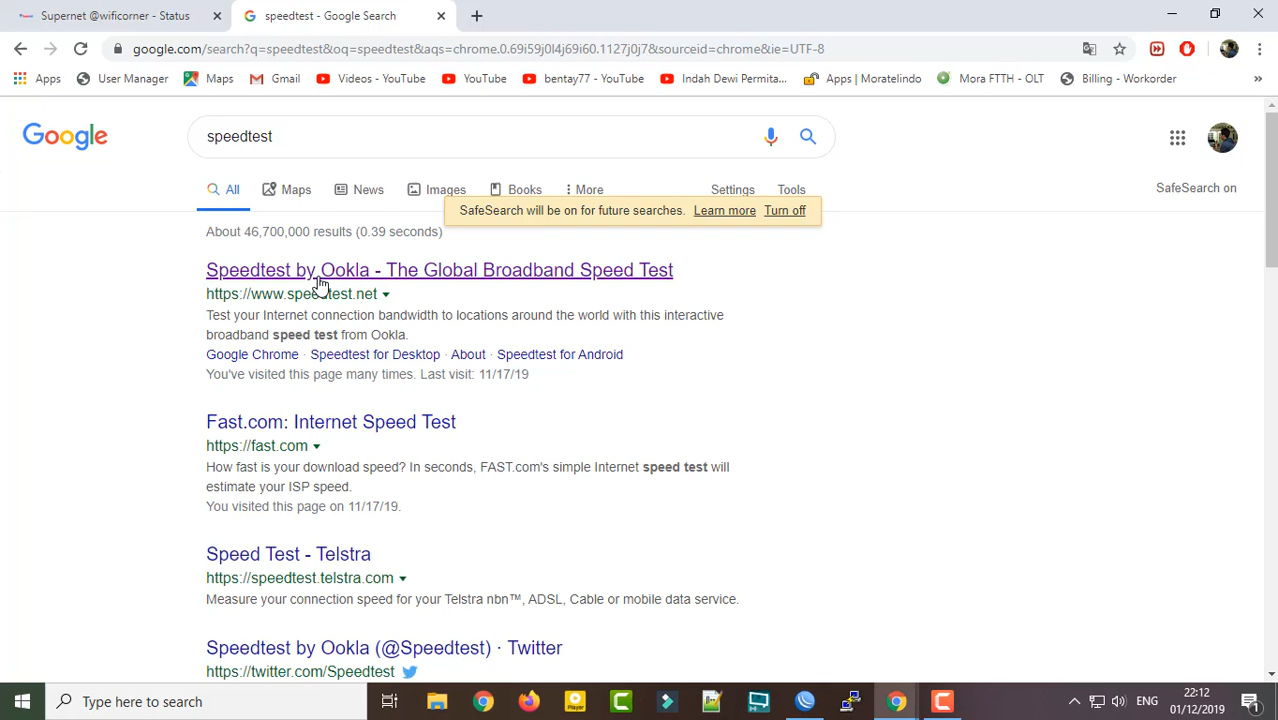 Supernet @wificorner - Status
speedtest - Google Search
google.com/search?q=speedtest&oq=speedtest&aqs=chrome.0.69i59j0l4j69i60.1127j0j7&sourceid=chrome&ie=UTF-8
Apps User Manager Maps Gmail Videos - YouTube YouTube bentay77 - YouTube Indah Dewi Permita... Apps | Moratelindo Mora FTTH - OLT Billing - Workorder »
Google speedtest
All Maps News Images Books More Settings Tools SafeSearch on
SafeSearch will be on for future searches. Learn more Turn off
About 46,700,000 results (0.39 seconds)
Speedtest by Ookla - The Global Broadband Speed Test
https://www.speedtest.net
Test your Internet connection bandwidth to locations around the world with this interactive
broadband speed test from Ookla.
Google Chrome · Speedtest for Desktop · About · Speedtest for Android
You've visited this page many times. Last visit: 11/17/19
Fast.com: Internet Speed Test
https://fast.com
How fast is your download speed? In seconds, FAST.com's simple Internet speed test will
estimate your ISP speed.
You visited this page on 11/17/19.
Speed Test - Telstra
https://speedtest.telstra.com
Measure your connection speed for your Telstra nbn™, ADSL, Cable or mobile data service.
Speedtest by Ookla (@Speedtest) · Twitter
https://twitter.com/Speedtest
Type here to search
Player
ENG
22:12
01/12/2019
1